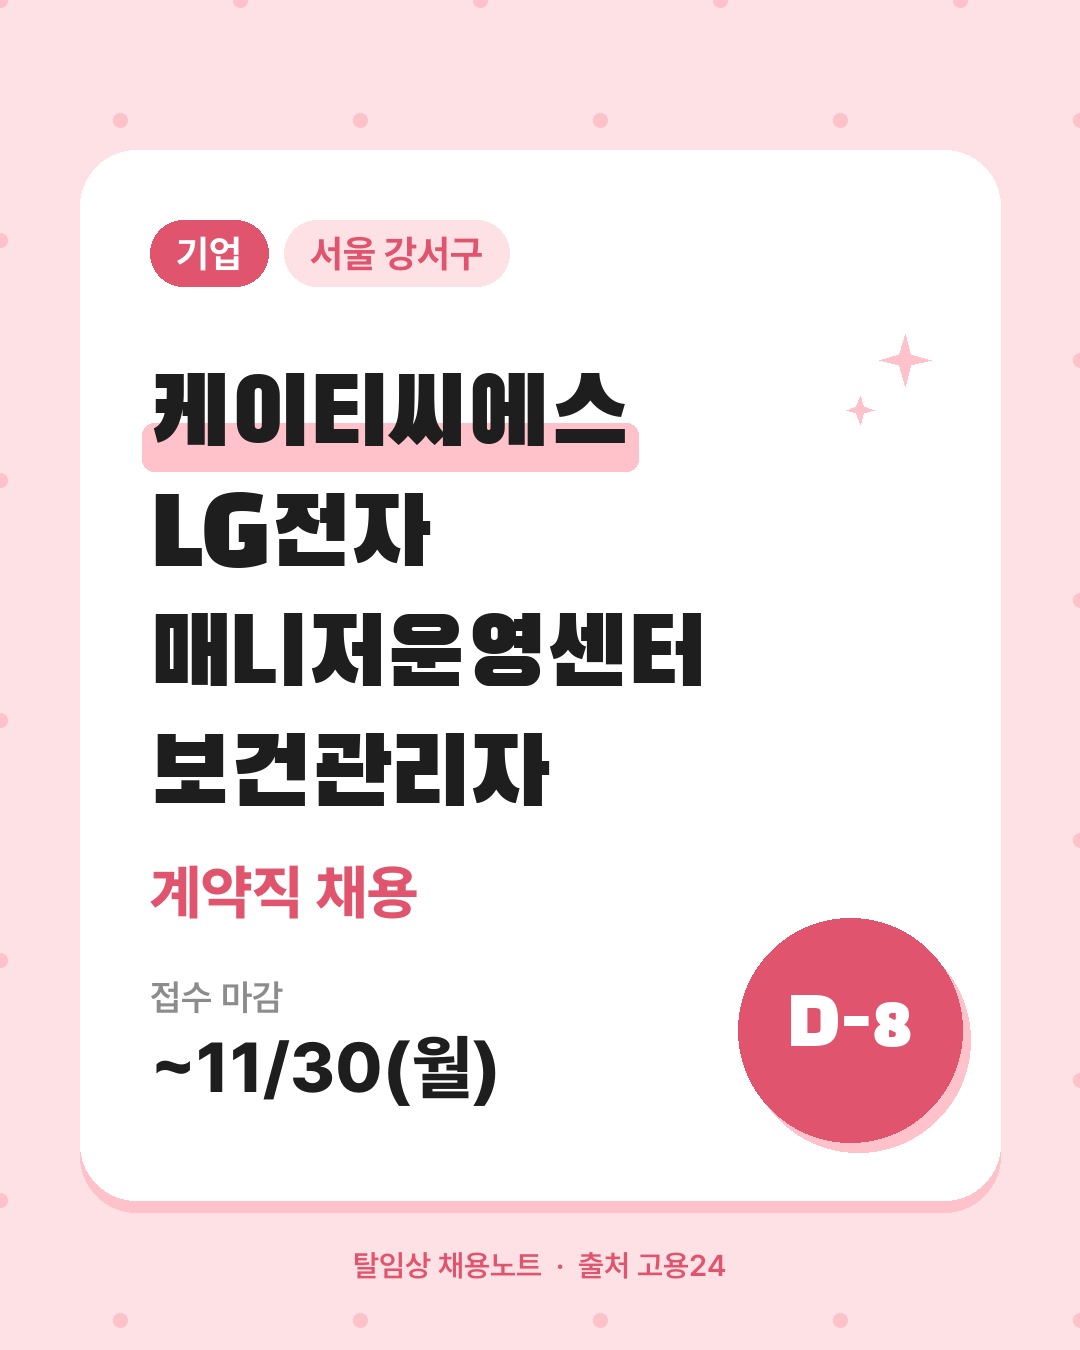 기업 서울 강서구
케이티씨에스
LG전자
매니저운영센터
보건관리자
계약직 채용
접수 마감
~11/30(월)
D-8
탈임상 채용노트 · 출처 고용24